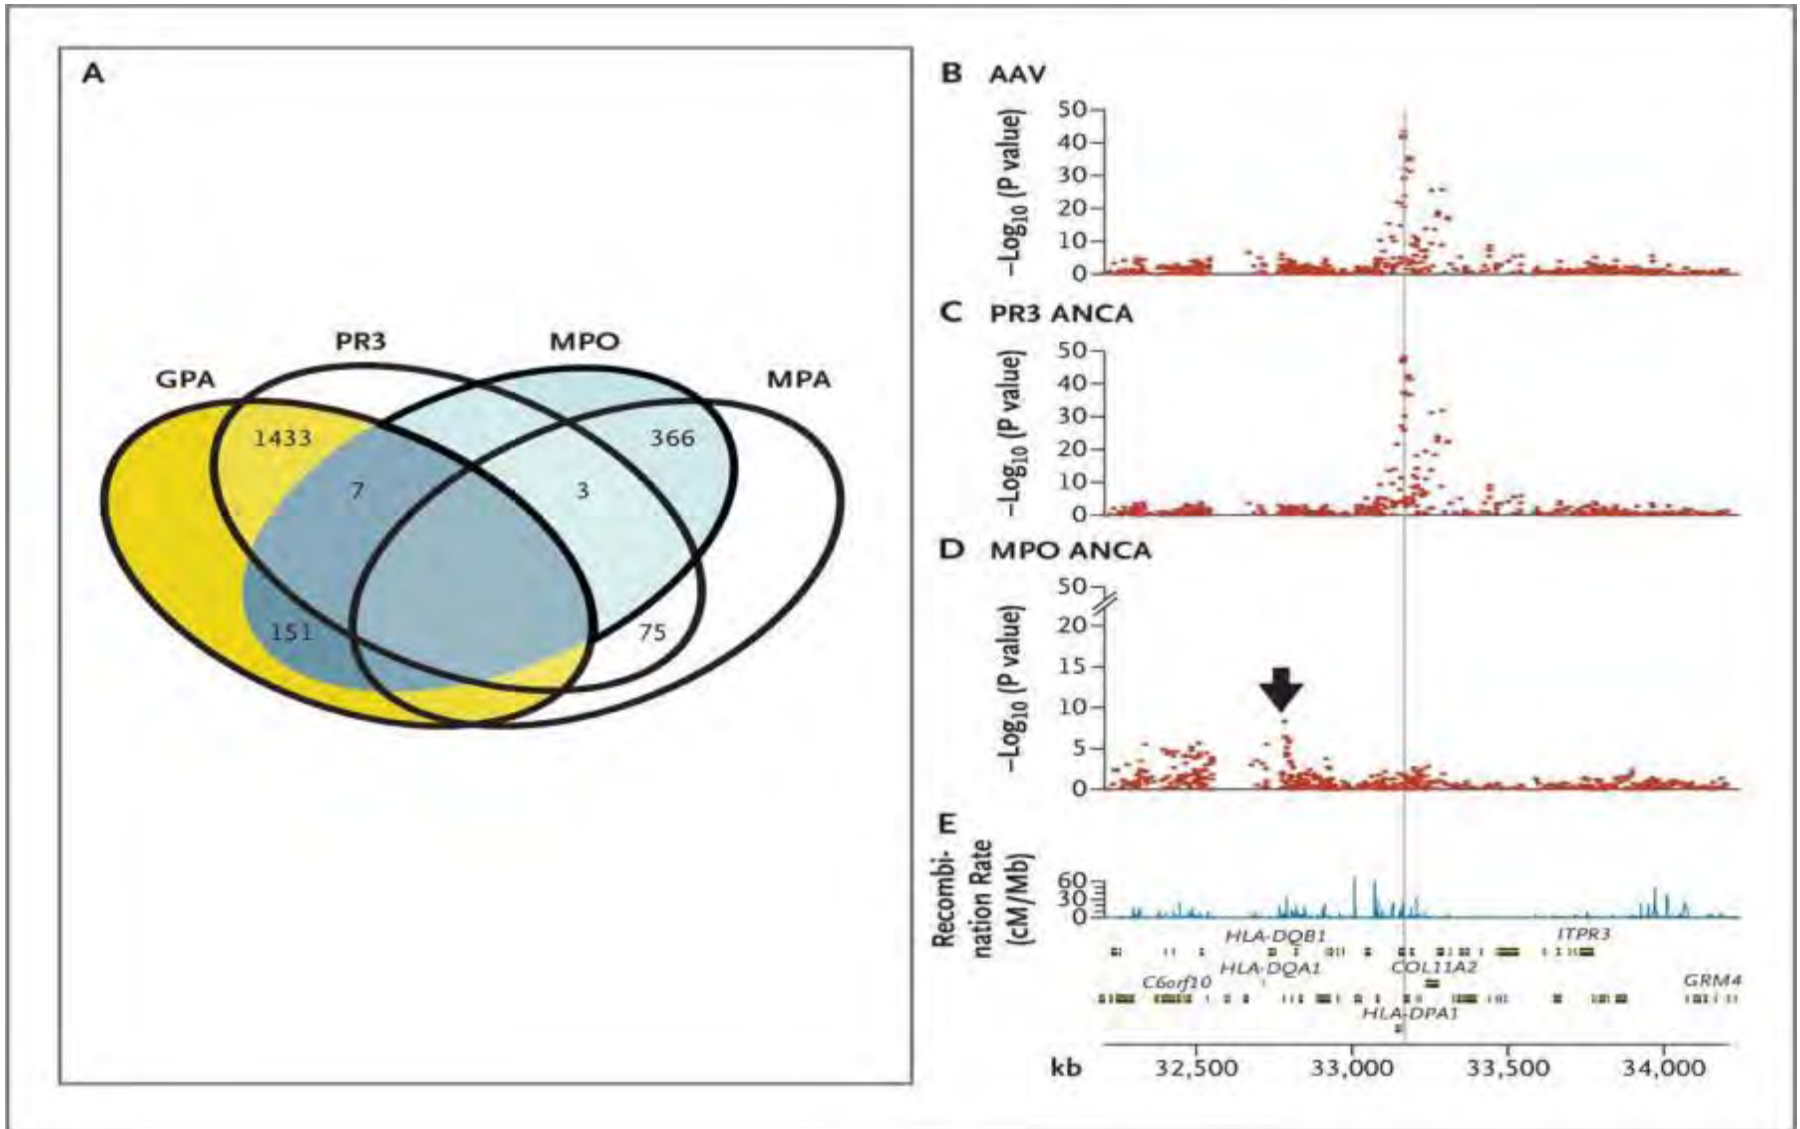 A
GPA
PR3
MPO
MPA
1433
7
3
366
151
75
B AAV
−Log10 (P value)
50
40
30
20
10
0
C PR3 ANCA
−Log10 (P value)
50
40
30
20
10
0
D MPO ANCA
−Log10 (P value)
50
20
15
10
5
0
E
Recombi-
nation Rate
(cM/Mb)
60
30
0
HLA-DQB1
ITPR3
HLA-DQA1
COL11A2
C6orf10
GRM4
HLA-DPA1
kb
32,500
33,000
33,500
34,000